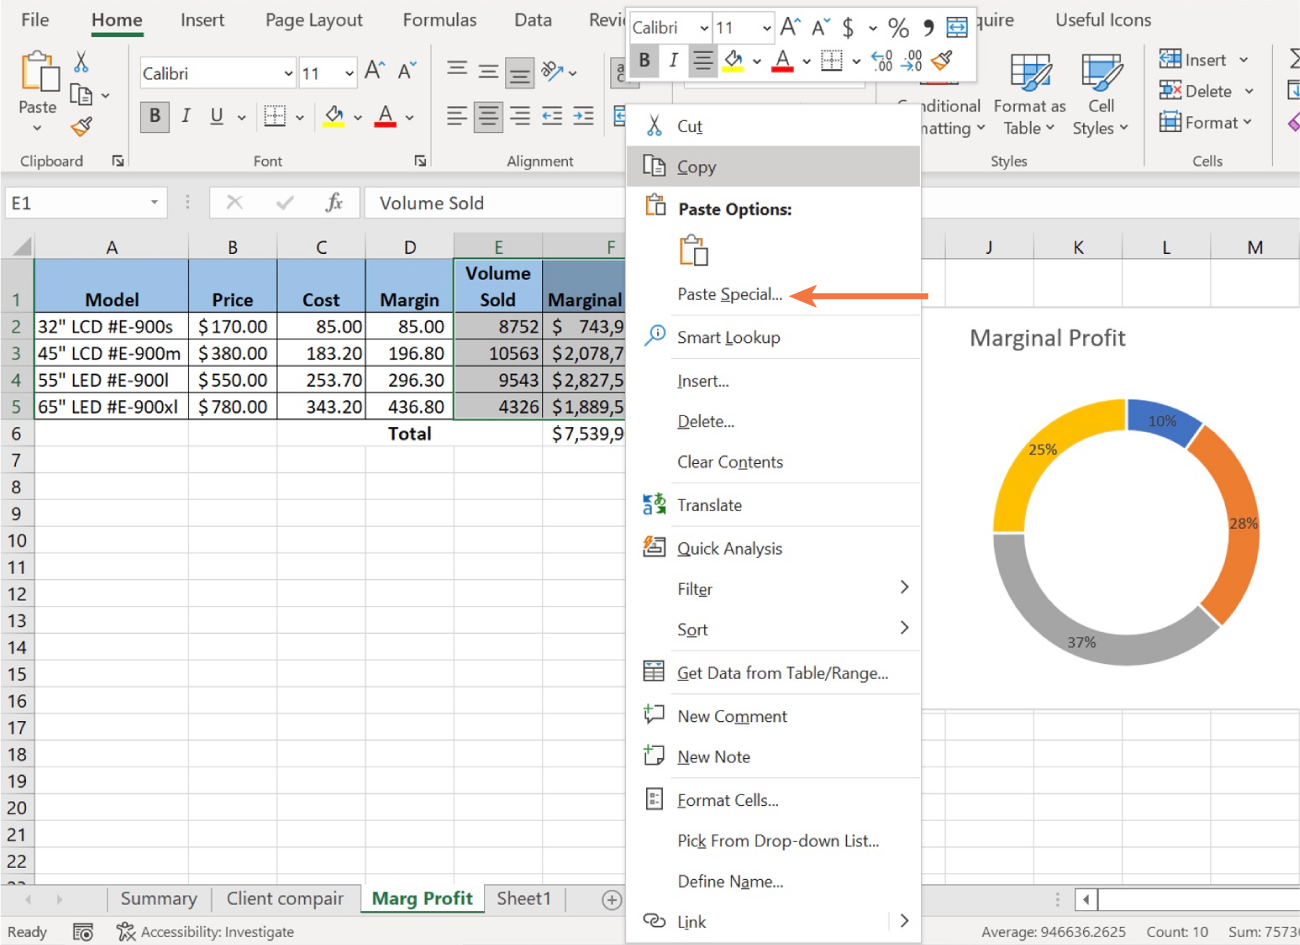 File Home Insert Page Layout Formulas Data quire Useful Icons
Calibri 11 $ %
B I A
Paste
Calibri 11
B I U A
Conditional Format as Cell
Table Styles
Insert
Delete
Format
Clipboard Font Alignment Styles Cells
E1 fx Volume Sold
A B C D E F J K L M
1 Model Price Cost Margin Volume Sold Marginal
2 32" LCD #E-900s $170.00 85.00 85.00 8752 $ 743,9
3 45" LCD #E-900m $380.00 183.20 196.80 10563 $2,078,7
4 55" LED #E-900l $550.00 253.70 296.30 9543 $2,827,5
5 65" LED #E-900xl $780.00 343.20 436.80 4326 $1,889,5
6 Total $7,539,9
7
8
9
10
11
12
13
14
15
16
17
18
19
20
21
22
Cut
Copy
Paste Options:
Paste Special...
Smart Lookup
Insert...
Delete...
Clear Contents
Translate
Quick Analysis
Filter
Sort
Get Data from Table/Range...
New Comment
New Note
Format Cells...
Pick From Drop-down List...
Define Name...
Link
Marginal Profit
10%
25%
28%
37%
Summary Client compair Marg Profit Sheet1
Ready Accessibility: Investigate Average: 946636.2625 Count: 10 Sum: 7573